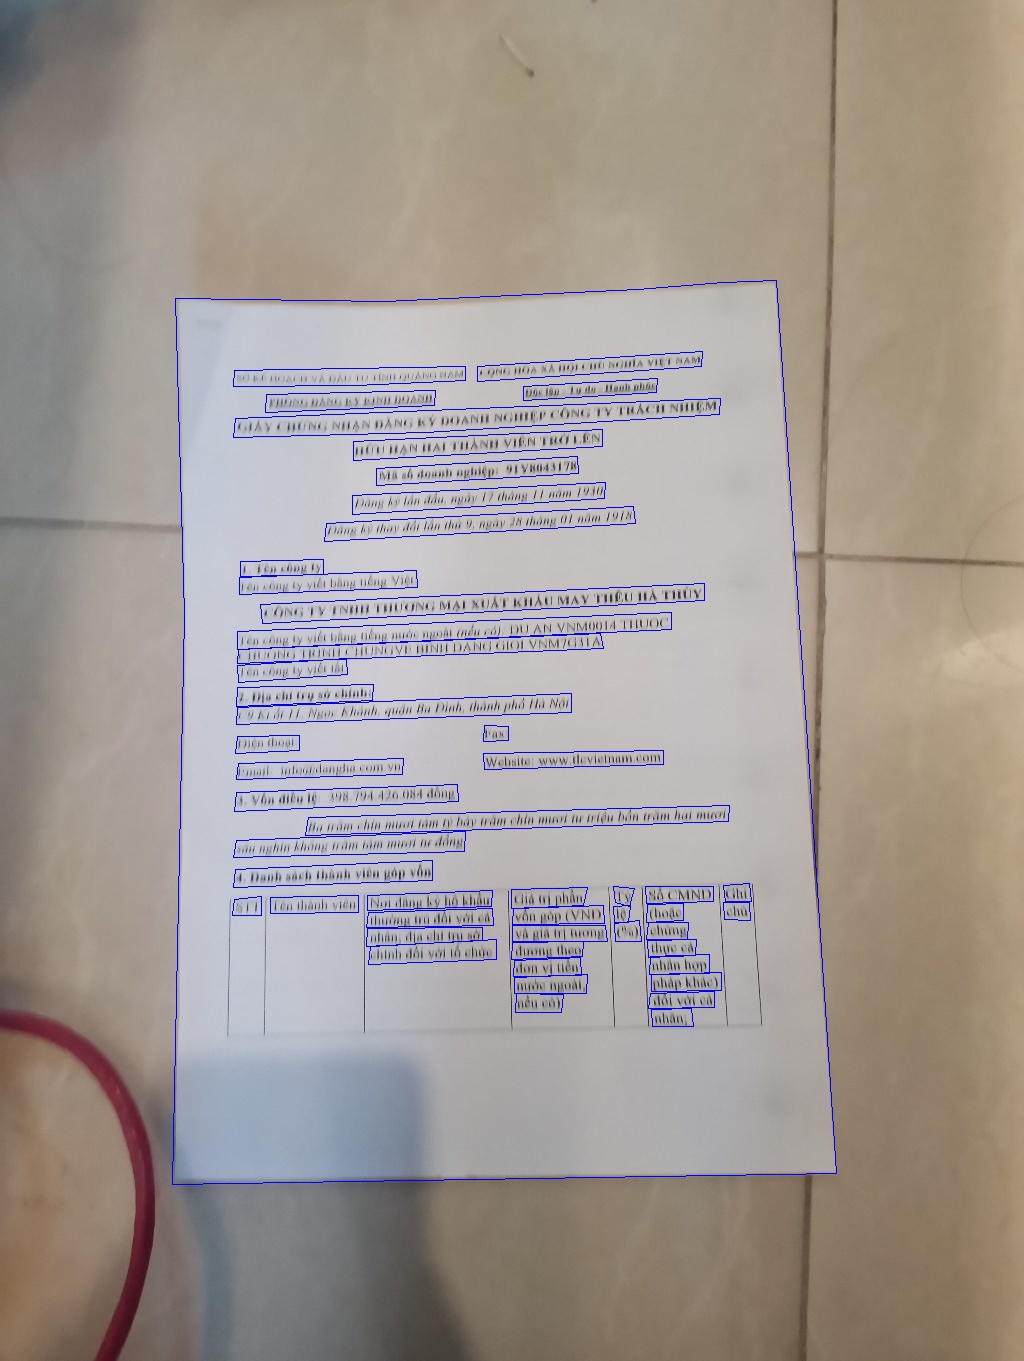 SỞ KẾ HOẠCH VÀ ĐẦU TƯ TỈNH QUẢNG NAM
CỘNG HÒA XÃ HỘI CHỦ NGHĨA VIỆT NAM
PHÒNG ĐĂNG KÝ KINH DOANH
Độc lập - Tự do - Hạnh phúc
GIẤY CHỨNG NHẬN ĐĂNG KÝ DOANH NGHIỆP CÔNG TY TRÁCH NHIỆM
HỮU HẠN HAI THÀNH VIÊN TRỞ LÊN
Mã số doanh nghiệp: 91Y8043178
Đăng ký lần đầu, ngày 17 tháng 11 năm 1930
Đăng ký thay đổi lần thứ 9, ngày 28 tháng 01 năm 1918
1. Tên công ty
Tên công ty viết bằng tiếng Việt
CÔNG TY TNHH THƯƠNG MẠI XUẤT KHẨU MAY THÊU HÀ THỦY
Tên công ty viết bằng tiếng nước ngoài (nếu có) DU AN VNM0014 THUOC
CHUONG TRINH CHUNGVE BINH DANG GIOI VNM7G31A
Tên công ty viết tắt
2. Địa chỉ trụ sở chính:
C9 Ki ốt 11, Ngọc Khánh, quận Ba Đình, thành phố Hà Nội
Điện thoại
Fax
Email: info@dangha.com.vn
Website: www.tlcvietnam.com
3. Vốn điều lệ 398.794.426.084 đồng
Ba trăm chín mươi tám tỷ bảy trăm chín mươi tư triệu bốn trăm hai mươi
sáu nghìn không trăm tám mươi tư đồng
4. Danh sách thành viên góp vốn
STT
Tên thành viên
Nơi đăng ký hộ khẩu
thường trú đối với cá
nhân; địa chỉ trụ sở
chính đối với tổ chức
Giá trị phần
vốn góp (VNĐ
và giá trị tương
đương theo
đơn vị tiền
nước ngoài,
nếu có)
Tỷ
lệ
(%)
Số CMND
(hoặc
chứng
thực cá
nhân hợp
pháp khác)
đối với cá
nhân;
Ghi
chú